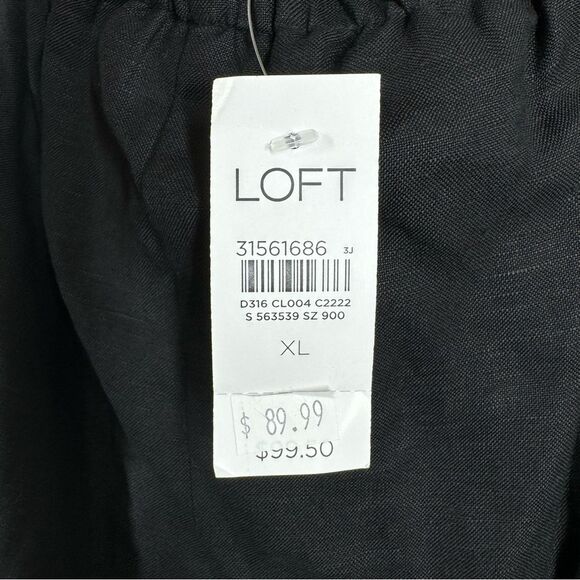 LOFT
31561686 3J
D316 CL004 C2222
S 563539 SZ 900
XL
$ 89.99
$99.50